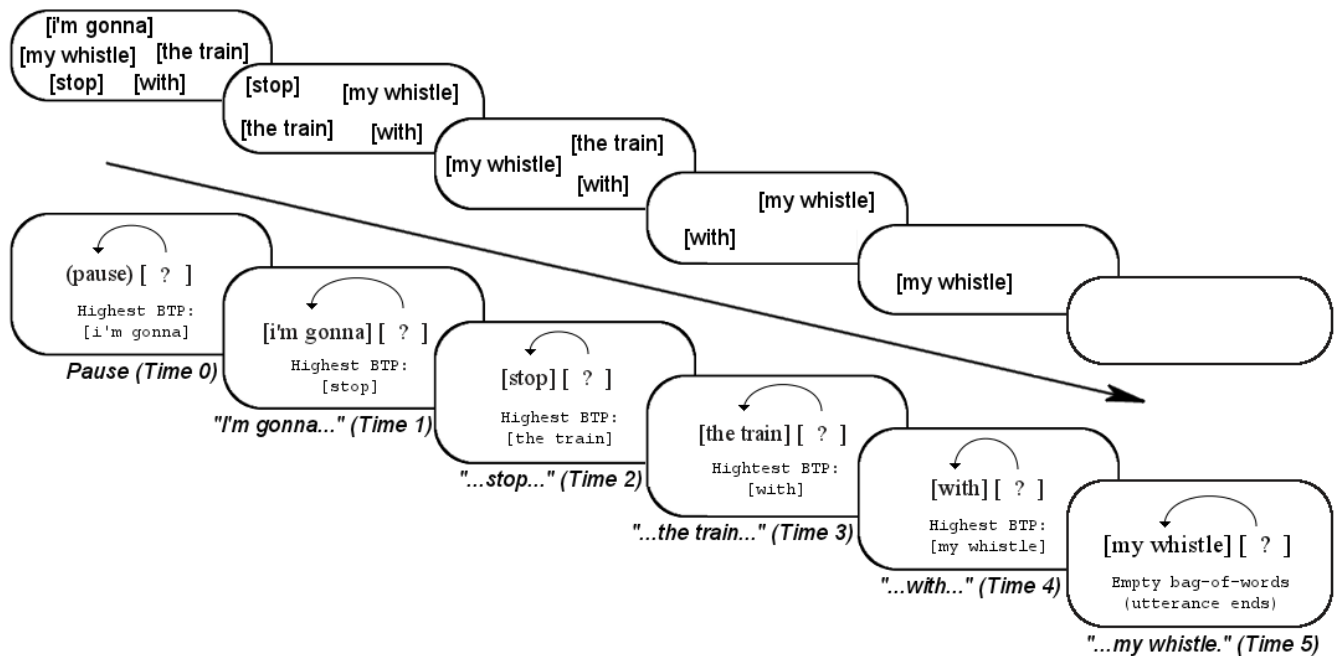 [i'm gonna]
[my whistle] [the train]
[stop] [with]
[stop] [my whistle]
[the train] [with]
[the train]
[my whistle]
[with]
[my whistle]
[with]
[my whistle]
(pause) [ ? ]
Highest BTP:
[i'm gonna]
Pause (Time 0)
[i'm gonna] [ ? ]
Highest BTP:
[stop]
"I'm gonna..." (Time 1)
[stop] [ ? ]
Highest BTP:
[the train]
"...stop..." (Time 2)
[the train] [ ? ]
Hightest BTP:
[with]
"...the train..." (Time 3)
[with] [ ? ]
Highest BTP:
[my whistle]
"...with..." (Time 4)
[my whistle] [ ? ]
Empty bag-of-words
(utterance ends)
"...my whistle." (Time 5)